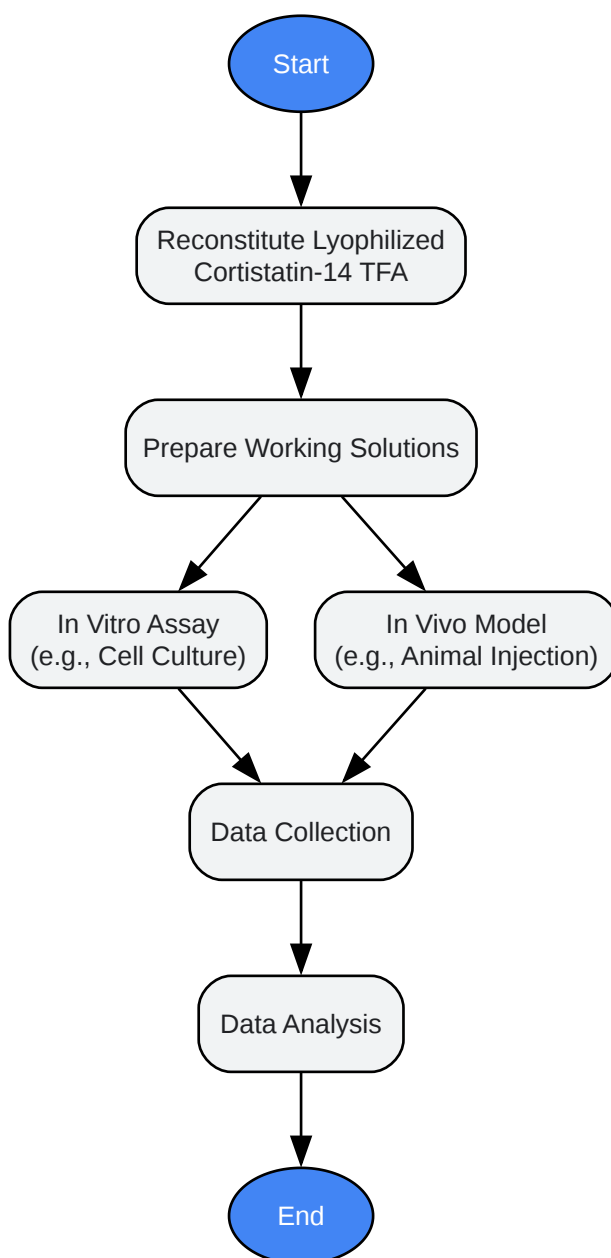 Start
Reconstitute Lyophilized
Cortistatin-14 TFA
Prepare Working Solutions
In Vitro Assay
(e.g., Cell Culture)
In Vivo Model
(e.g., Animal Injection)
Data Collection
Data Analysis
End